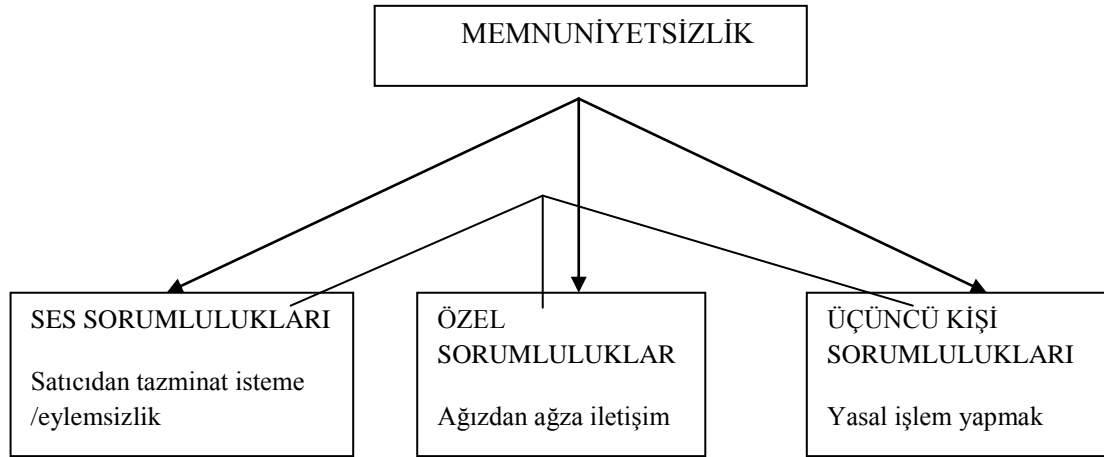 MEMNUNİYETSİZLİK
SES SORUMLULUKLARI
Satıcıdan tazminat isteme
/eylemsizlik
ÖZEL
SORUMLULUKLAR
Ağızdan ağza iletişim
ÜÇÜNCÜ KİŞİ
SORUMLULUKLARI
Yasal işlem yapmak